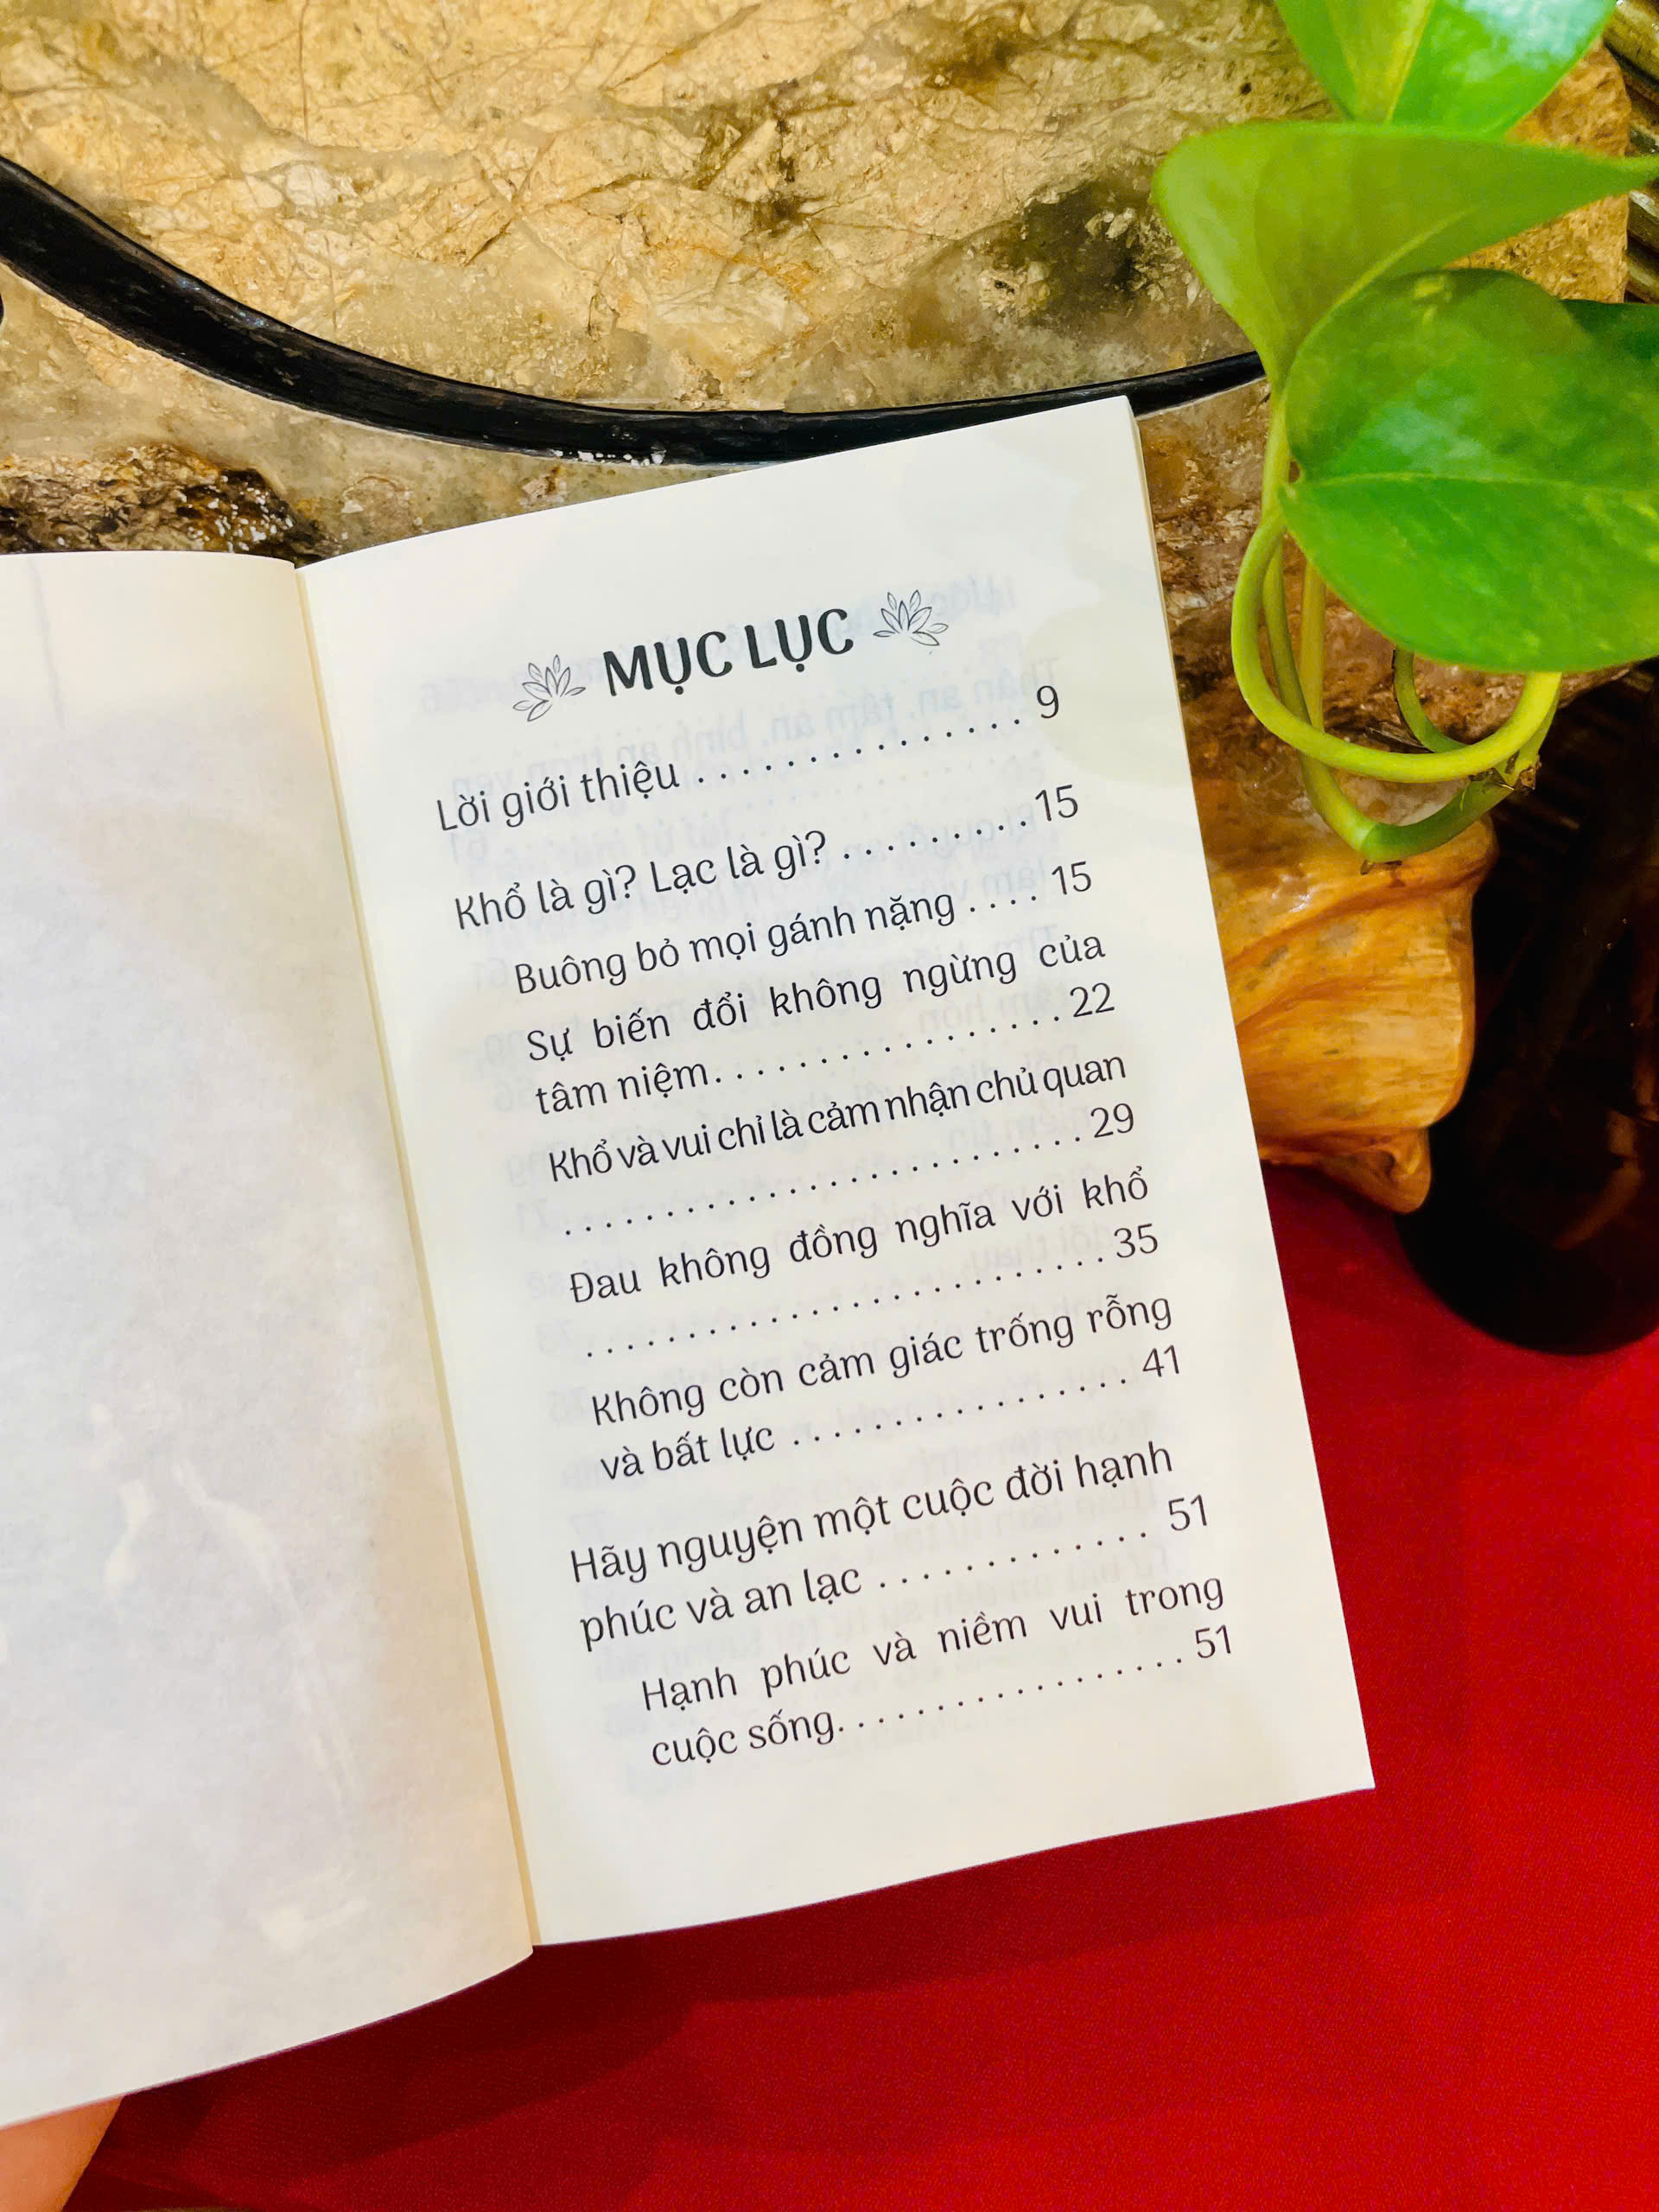 MỤC LỤC
Lời giới thiệu . . . . . . . . . . . . . . . 9
Khổ là gì? Lạc là gì? . . . . . . . . . 15
Buông bỏ mọi gánh nặng . . . . 15
Sự biến đổi không ngừng của
tâm niệm. . . . . . . . . . . . . . . . . 22
Khổ và vui chỉ là cảm nhận chủ quan
. . . . . . . . . . . . . . . . . . . . . 29
Đau không đồng nghĩa với khổ
. . . . . . . . . . . . . . . . . . . . . 35
Không còn cảm giác trống rỗng
và bất lực . . . . . . . . . . . . . . 41
Hãy nguyện một cuộc đời hạnh
phúc và an lạc . . . . . . . . . . . . . 51
Hạnh phúc và niềm vui trong
cuộc sống. . . . . . . . . . . . . . . . 51